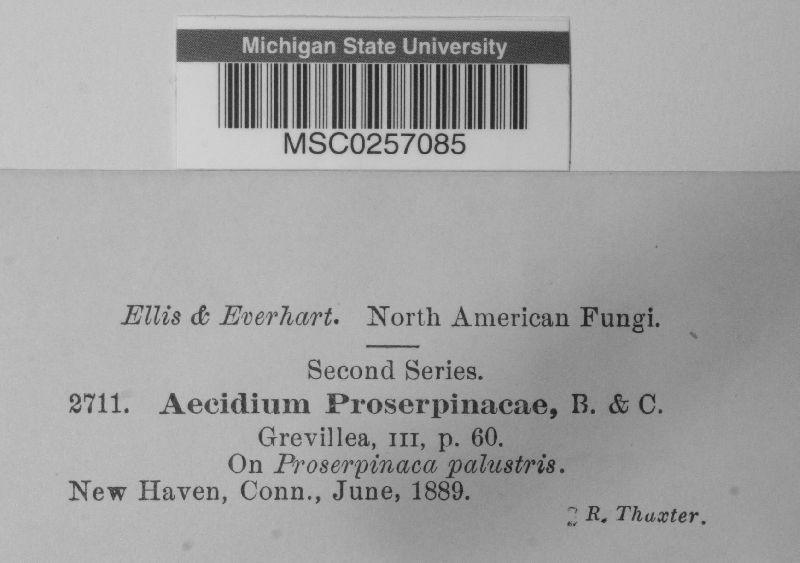 Michigan State University
MSC0257085
Ellis & Everhart. North American Fungi.
Second Series.
2711. Aecidium Proserpinacae, B. & C.
Grevillea, III, p. 60.
On Proserpinaca palustris.
New Haven, Conn., June, 1889.
R. Thaxter.